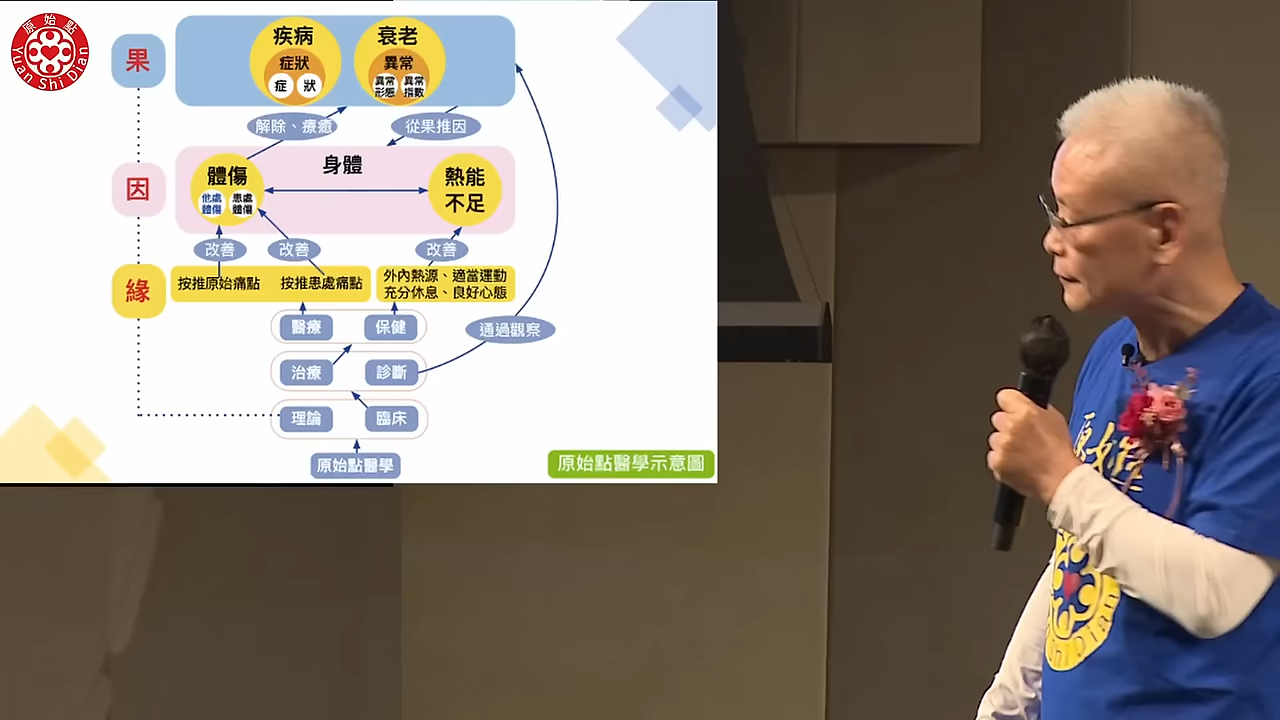 原始點
Yuan Shi Dian
果
疾病
症狀
症 狀
衰老
異常
異常形態
異常指數
解除、療癒
從果推因
因
身體
體傷
他處體傷
患處體傷
熱能
不足
改善
改善
改善
緣
按推原始痛點
按推患處痛點
外內熱源、適當運動
充分休息、良好心態
醫療
保健
通過觀察
治療
診斷
理論
臨床
原始點醫學
原始點醫學示意圖
原始點
Shi Dian